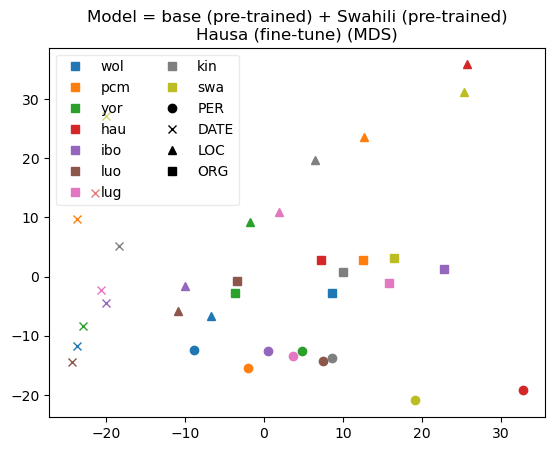 Model = base (pre-trained) + Swahili (pre-trained)
Hausa (fine-tune) (MDS)
wol
pcm
yor
hau
ibo
luo
lug
kin
swa
PER
DATE
LOC
ORG
30
20
10
0
−10
−20
−20
−10
0
10
20
30